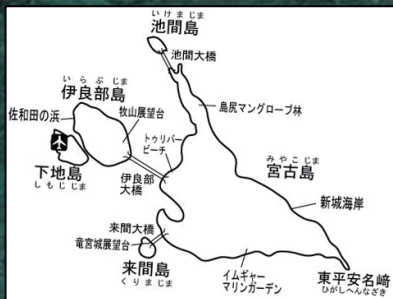 いけまじま
池間島
池間大橋
いらぶじま
伊良部島
佐和田の浜
牧山展望台
島尻マングローブ林
トゥリバー
ビーチ
みやこじま
宮古島
下地島
しもじじま
伊良部
大橋
新城海岸
来間大橋
竜宮城展望台
来間島
くりまじま
イムギャー
マリンガーデン
東平安名﨑
ひがしへんなざき